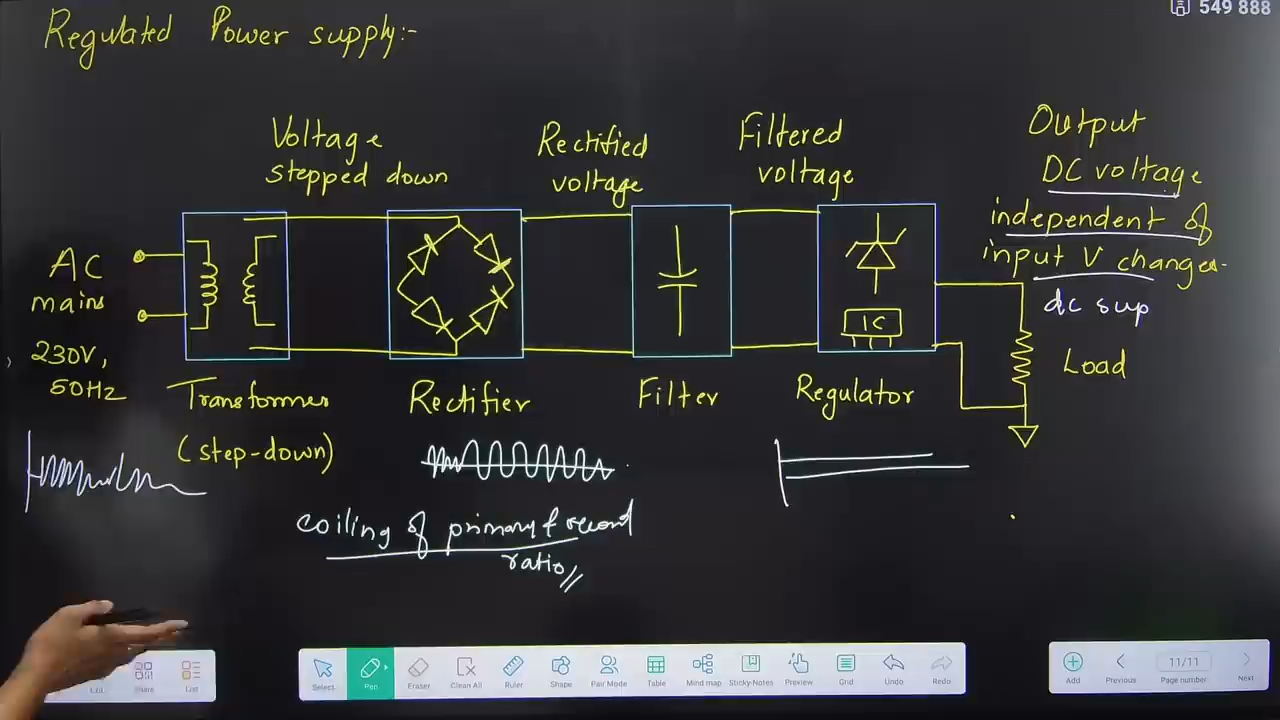 549 888
Regulated Power supply:-
Voltage
stepped down
Rectified
voltage
Filtered
voltage
Output
DC voltage
independent of
input V changes.
dc sup
AC
mains
230V,
50Hz
IC
Load
Transformer
(step-down)
Rectifier
Filter
Regulator
coiling of primary & second
ratio
Share
List
Select
Pen
Eraser
Clean All
Ruler
Shape
Pair Mode
Table
Mind map
Sticky-Notes
Preview
Grid
Undo
Redo
Add
Previous
11/11
Page number
Next